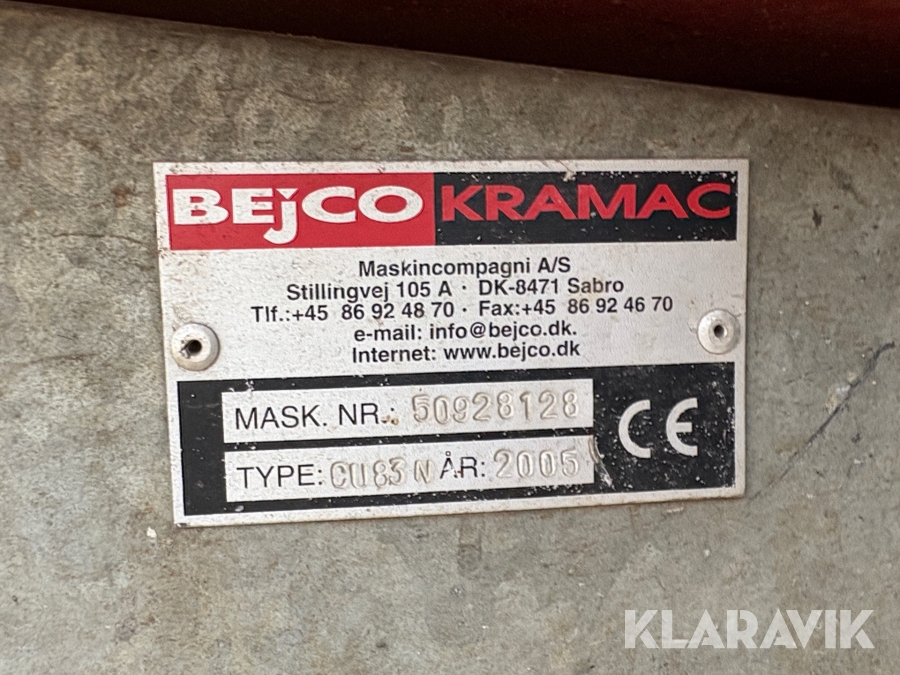 BEjCO KRAMAC
Maskincompagni A/S
Stillingvej 105 A · DK-8471 Sabro
Tlf.:+45 86 92 48 70 · Fax:+45 86 92 46 70
e-mail: info@bejco.dk.
Internet: www.bejco.dk
MASK. NR.: 50928128
TYPE: CU83N ÅR: 2005
CE
KLARAVIK